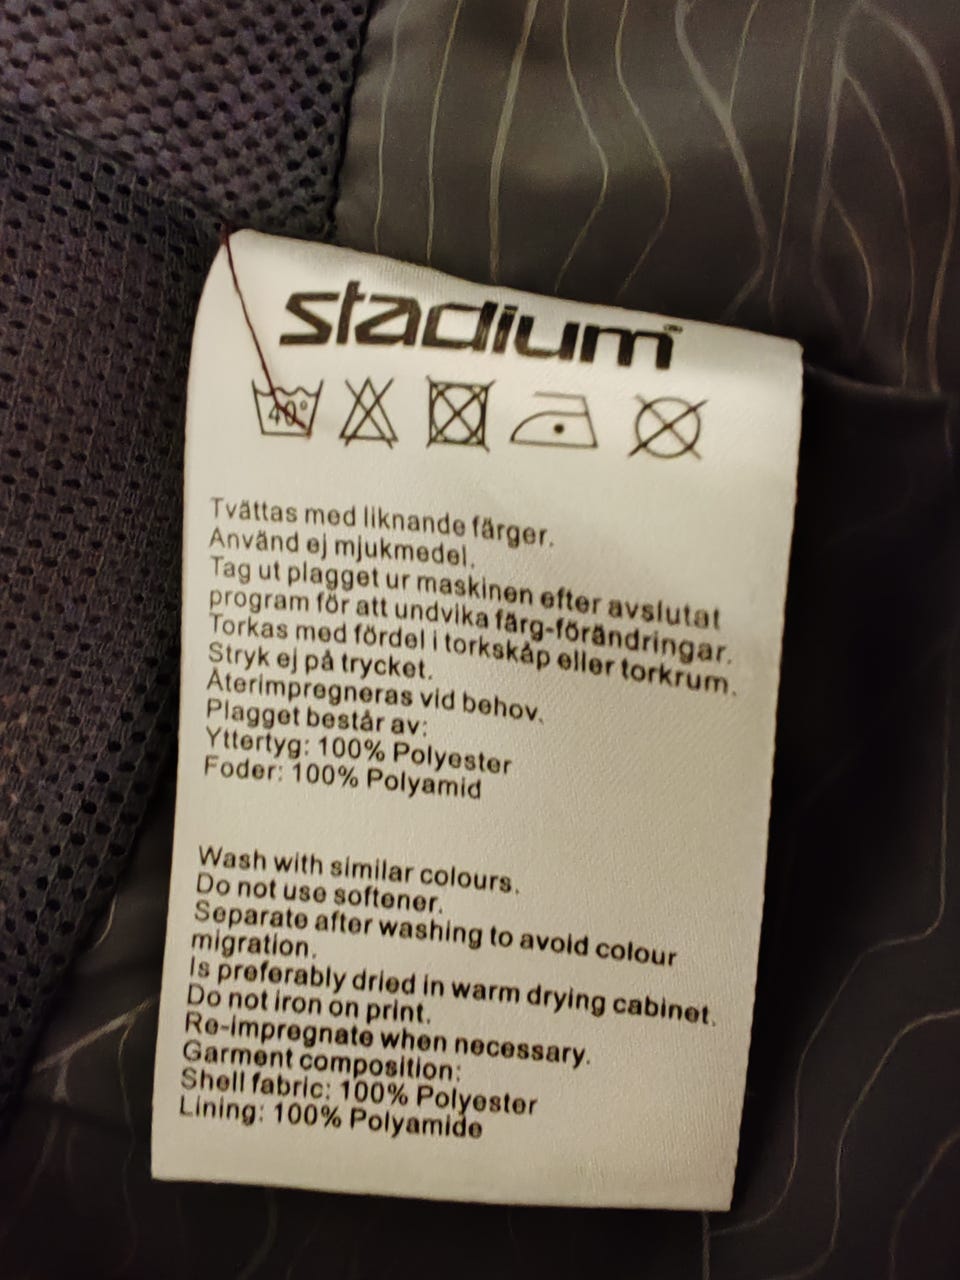 stadium
40°
Tvättas med liknande färger.
Använd ej mjukmedel.
Tag ut plagget ur maskinen efter avslutat
program för att undvika färg-förändringar.
Torkas med fördel i torkskåp eller torkrum.
Stryk ej på trycket.
Återimpregneras vid behov.
Plagget består av:
Yttertyg: 100% Polyester
Foder: 100% Polyamid
Wash with similar colours.
Do not use softener.
Separate after washing to avoid colour
migration.
Is preferably dried in warm drying cabinet.
Do not iron on print.
Re-impregnate when necessary.
Garment composition:
Shell fabric: 100% Polyester
Lining: 100% Polyamide